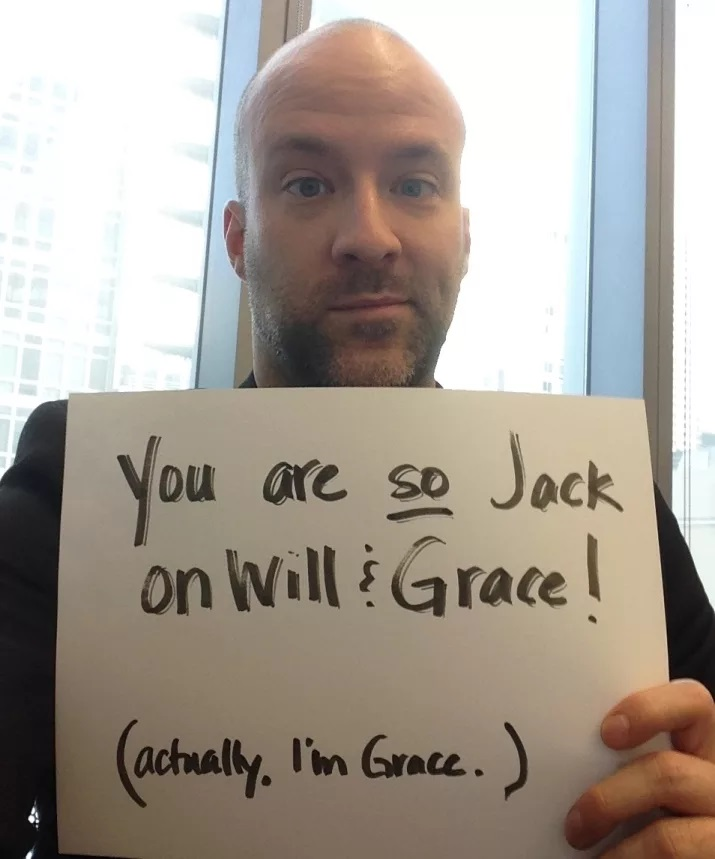 You are so Jack
on Will & Grace!
(actually, I'm Grace.)